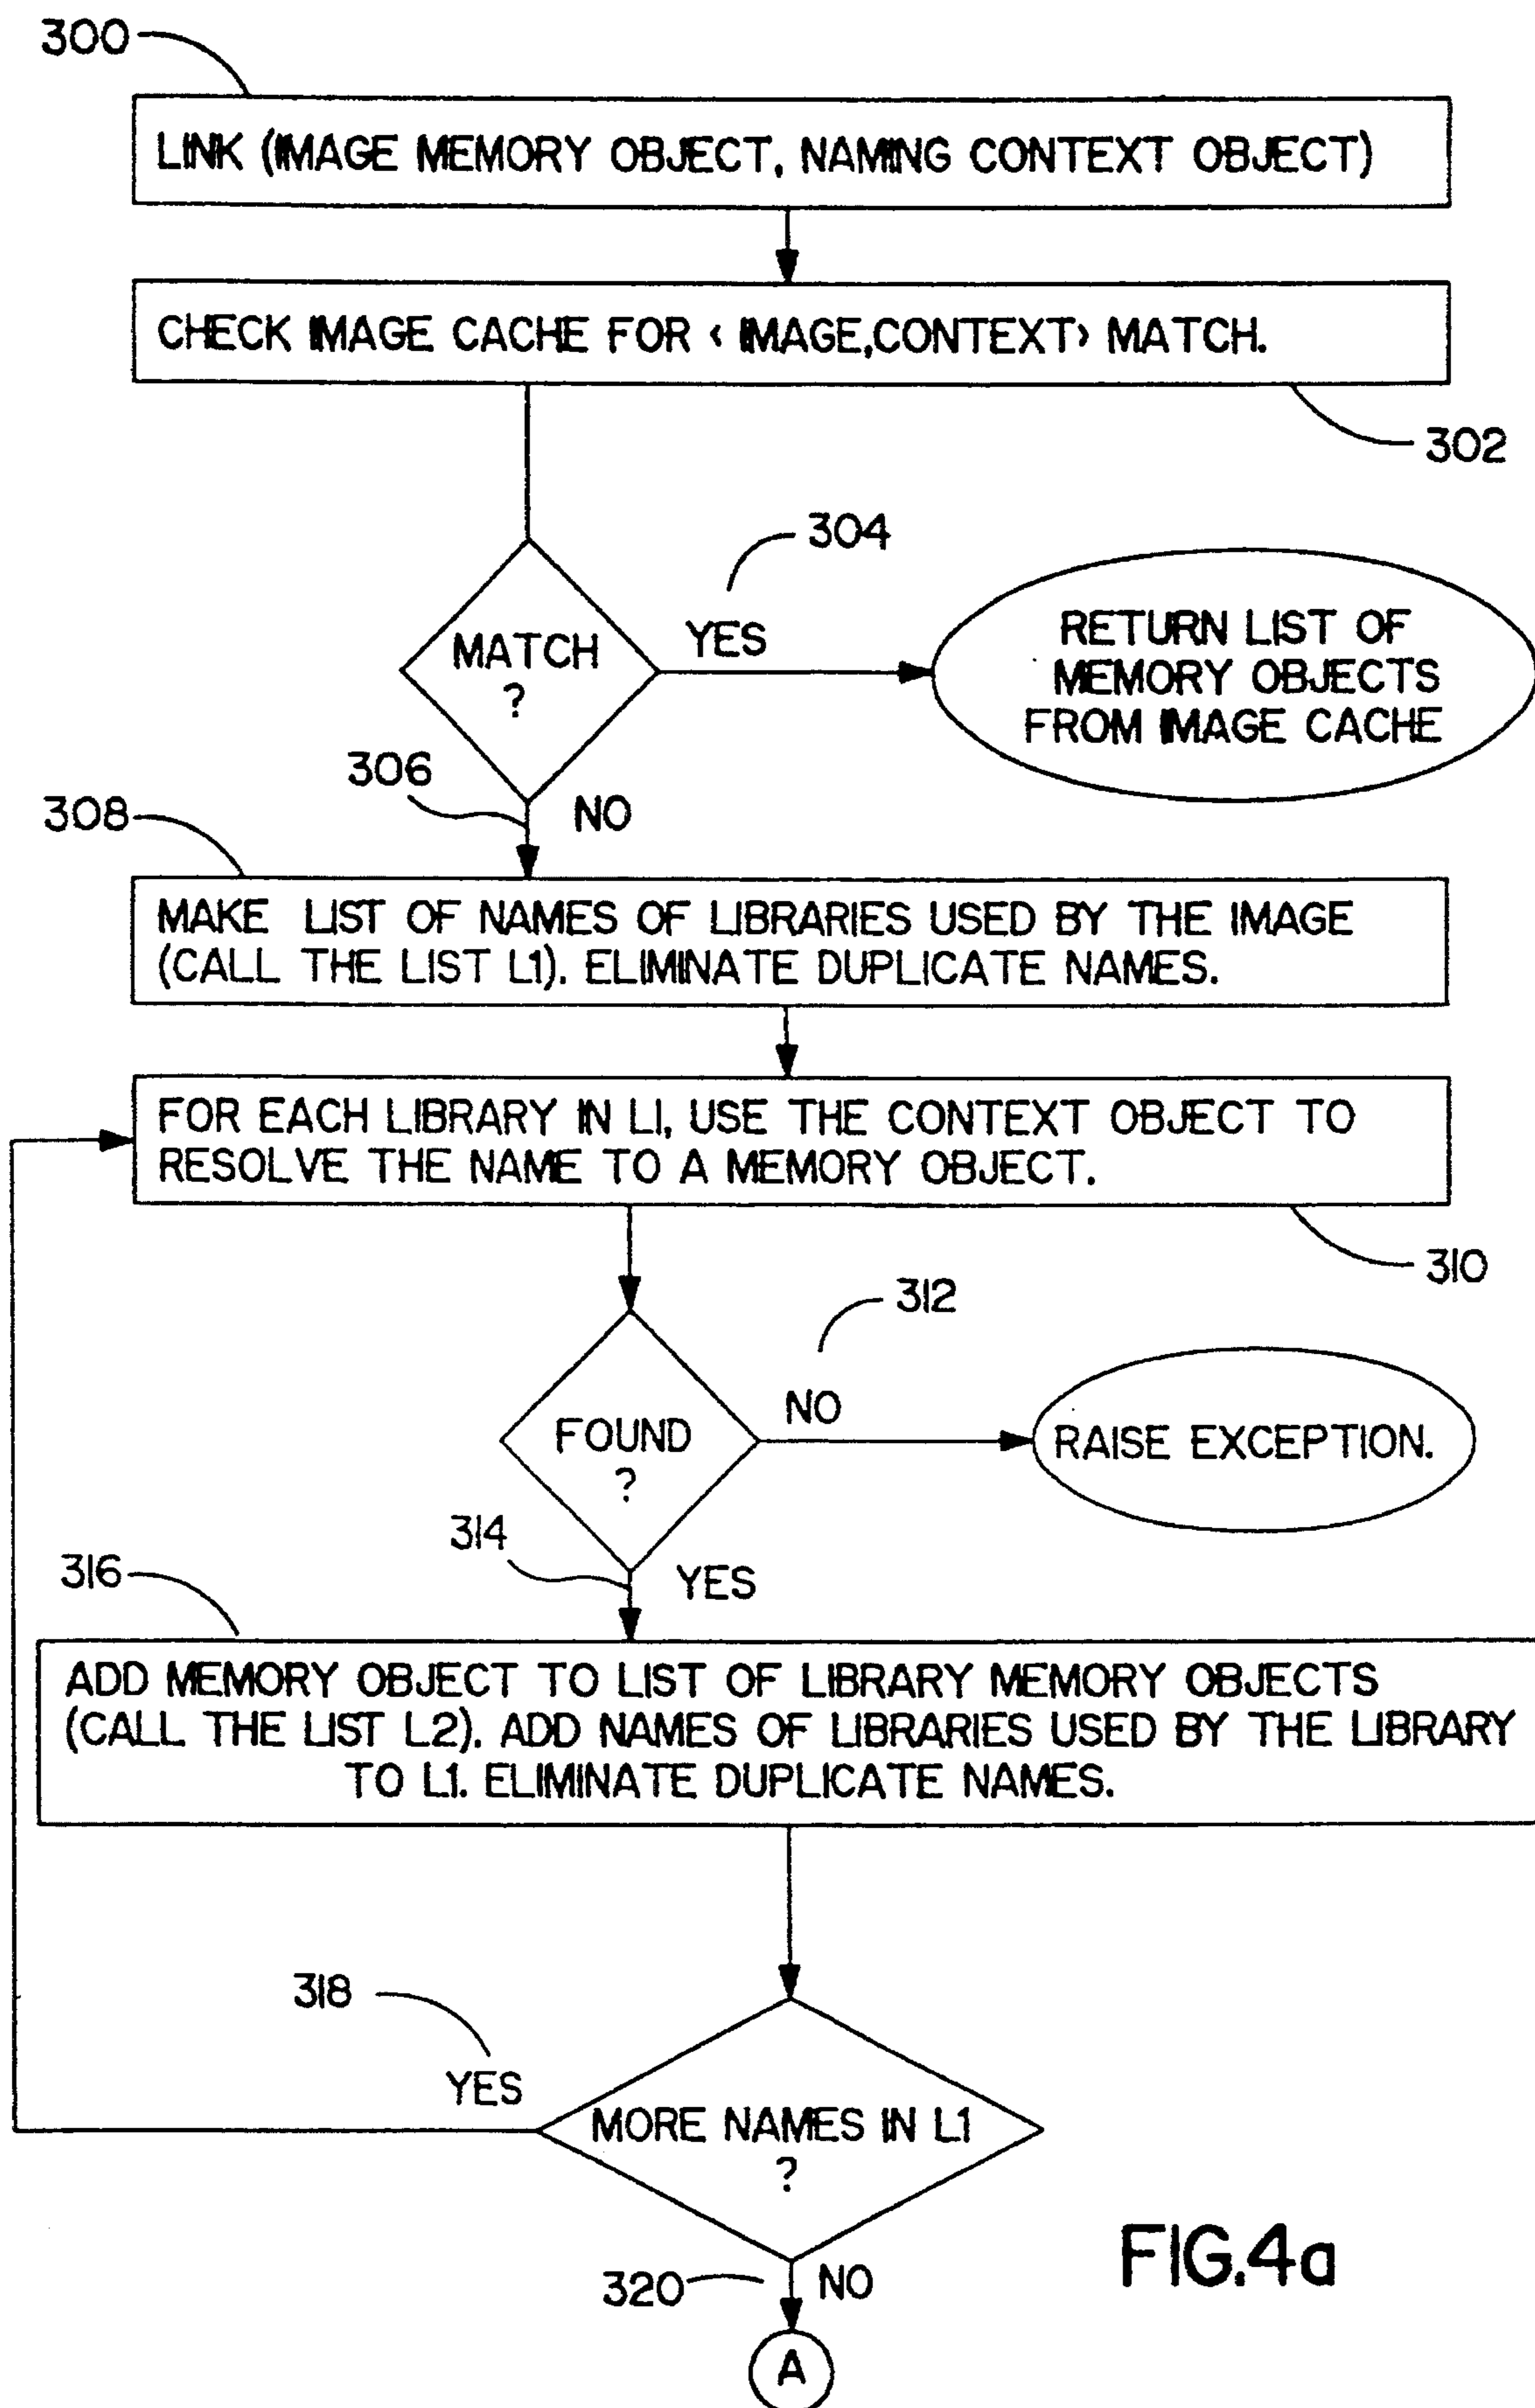 300
LINK (IMAGE MEMORY OBJECT, NAMING CONTEXT OBJECT)
CHECK IMAGE CACHE FOR < IMAGE,CONTEXT> MATCH.
302
304
MATCH
?
YES
RETURN LIST OF
MEMORY OBJECTS
FROM IMAGE CACHE
306
NO
308
MAKE LIST OF NAMES OF LIBRARIES USED BY THE IMAGE
(CALL THE LIST L1). ELIMINATE DUPLICATE NAMES.
FOR EACH LIBRARY IN L1, USE THE CONTEXT OBJECT TO
RESOLVE THE NAME TO A MEMORY OBJECT.
310
312
FOUND
?
NO
RAISE EXCEPTION.
314
YES
316
ADD MEMORY OBJECT TO LIST OF LIBRARY MEMORY OBJECTS
(CALL THE LIST L2). ADD NAMES OF LIBRARIES USED BY THE LIBRARY
TO L1. ELIMINATE DUPLICATE NAMES.
318
YES
MORE NAMES IN L1
?
320
NO
A
FIG.4a